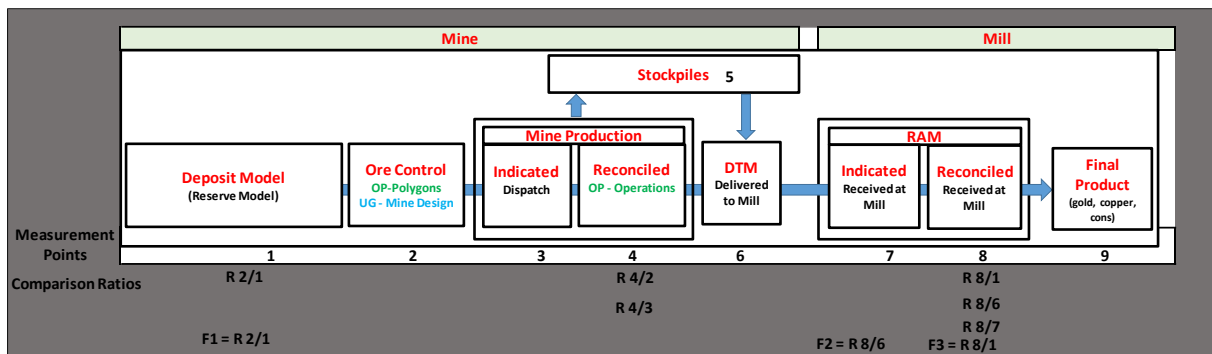 Mine
Mill
Stockpiles 5
Mine Production
RAM
Deposit Model
(Reserve Model)
Ore Control
OP-Polygons
UG - Mine Design
Indicated
Dispatch
Reconciled
OP - Operations
DTM
Delivered
to Mill
Indicated
Received at
Mill
Reconciled
Received at
Mill
Final
Product
(gold, copper,
cons)
Measurement
Points
1 2 3 4 6 7 8 9
Comparison Ratios
R 2/1 R 4/2 R 8/1
R 4/3 R 8/6
R 8/7
F1 = R 2/1 F2 = R 8/6 F3 = R 8/1